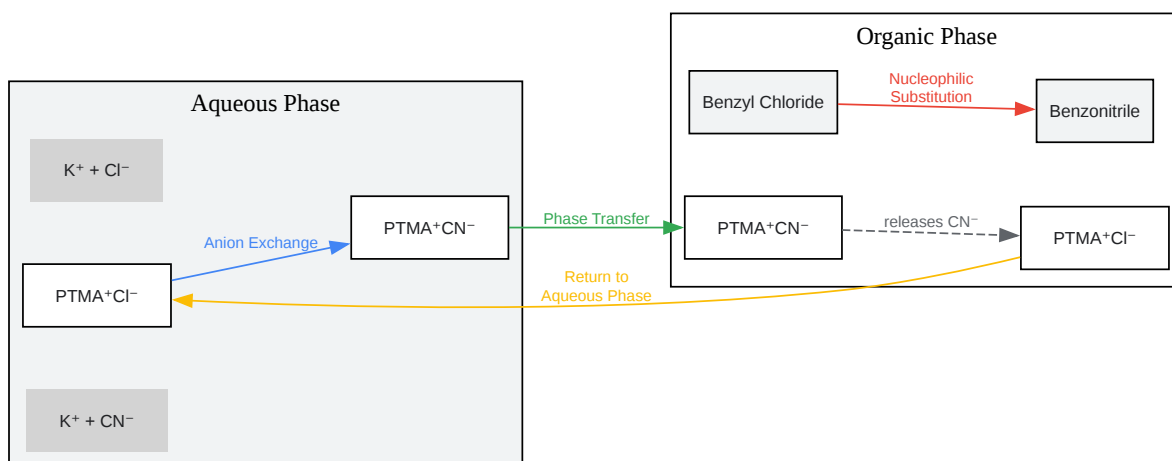 Organic Phase
Benzyl Chloride
Nucleophilic
Substitution
Benzonitrile
Aqueous Phase
K⁺ + Cl⁻
PTMA⁺Cl⁻
Anion Exchange
PTMA⁺CN⁻
Phase Transfer
PTMA⁺CN⁻
releases CN⁻
PTMA⁺Cl⁻
Return to
Aqueous Phase
K⁺ + CN⁻